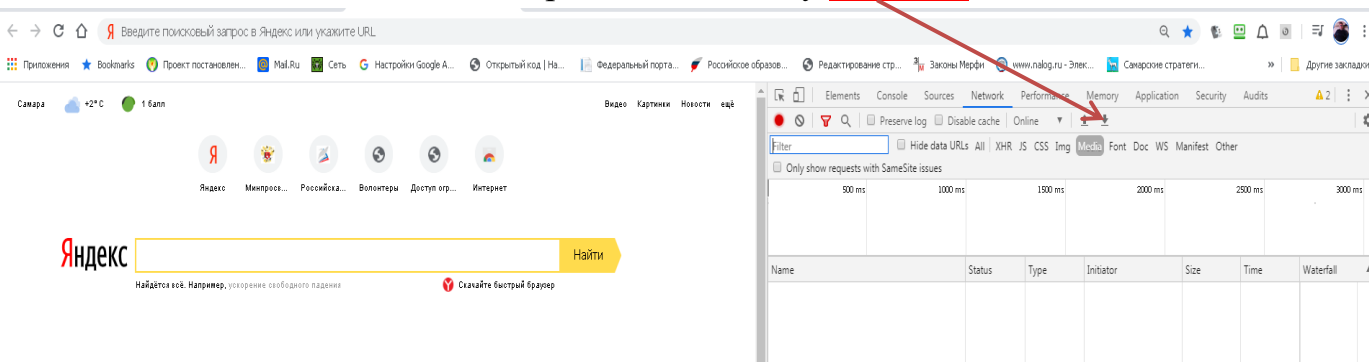 Введите поисковый запрос в Яндекс или укажите URL
Приложения Bookmarks Проект постановлен... Mail.Ru Сеть Настройки Google А... Открытый код | На... Федеральный порта... Российское образов... Редактирование стр... Законы Мерфи www.nalog.ru - Элек... Самарские стратеги... » Другие закладки
Самара +2° C 1 балл Видео Картинки Новости ещё
Elements Console Sources Network Performance Memory Application Security Audits 2
Preserve log Disable cache Online
Filter Hide data URLs All XHR JS CSS Img Media Font Doc WS Manifest Other
Only show requests with SameSite issues
500 ms 1000 ms 1500 ms 2000 ms 2500 ms 3000 ms
Яндекс Минпросв... Российска... Волонтеры Доступ огр... Интернет
Яндекс Найти
Найдётся всё. Например, ускорение свободного падения Скачайте быстрый браузер
Name Status Type Initiator Size Time Waterfall